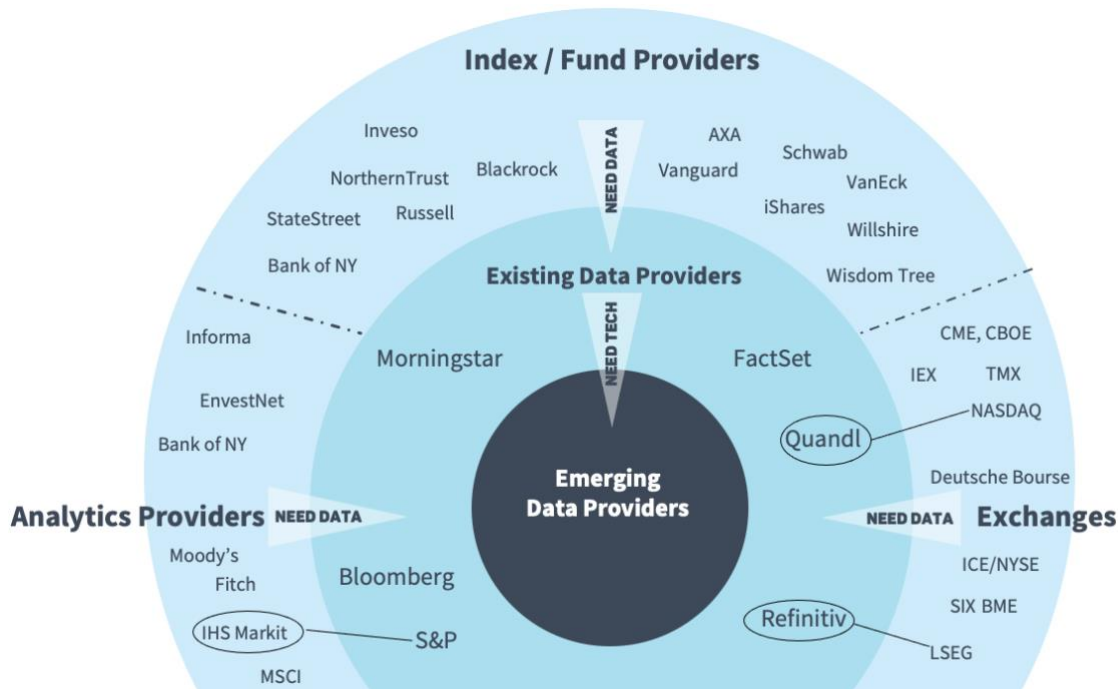 Index / Fund Providers
Inveso
AXA
NEED DATA
Schwab
Blackrock
Vanguard
NorthernTrust
VanEck
StateStreet
Russell
iShares
Willshire
Bank of NY
Existing Data Providers
Wisdom Tree
Informa
NEED TECH
CME, CBOE
Morningstar
FactSet
IEX
TMX
EnvestNet
NASDAQ
Quandl
Bank of NY
Emerging
Data Providers
Deutsche Bourse
Analytics Providers
NEED DATA
NEED DATA
Exchanges
Moody's
Fitch
Bloomberg
ICE/NYSE
SIX BME
IHS Markit
S&P
Refinitiv
LSEG
MSCI